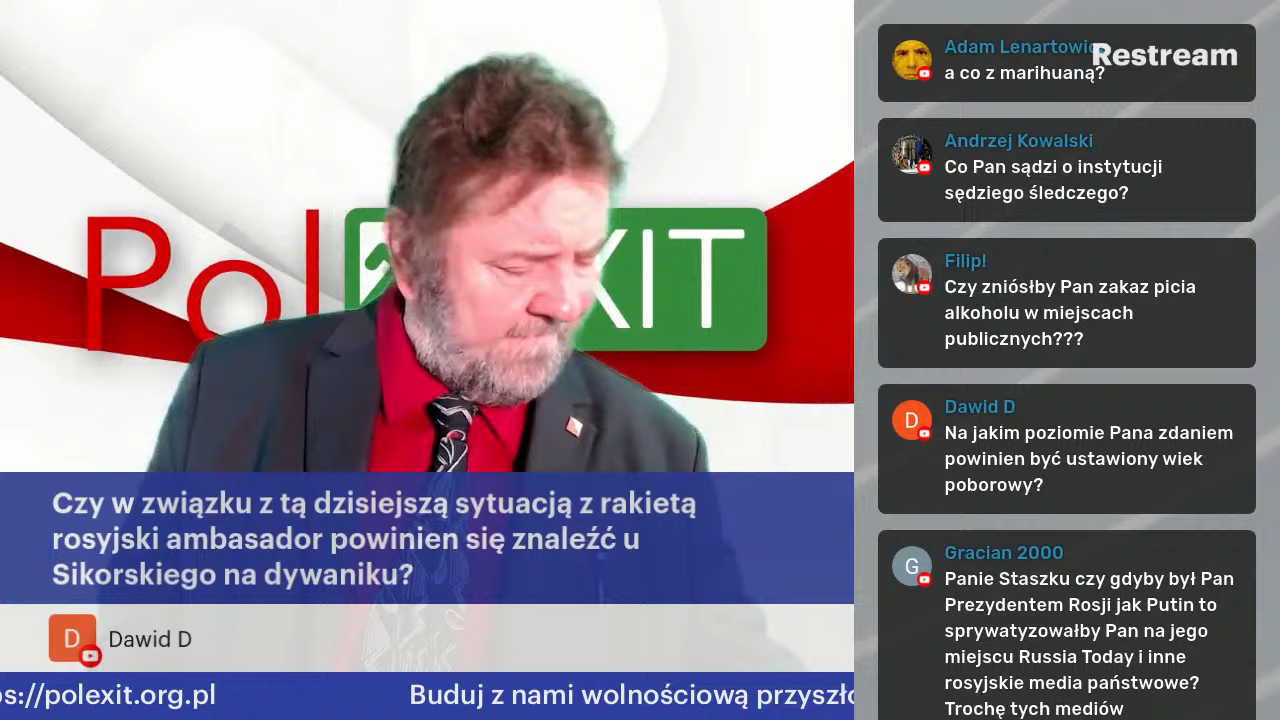 PolEXIT
Czy w związku z tą dzisiejszą sytuacją z rakietą
rosyjski ambasador powinien się znaleźć u
Sikorskiego na dywaniku?
D
Dawid D
://polexit.org.pl
Buduj z nami wolnościową
Restream
Adam Lenartowic
a co z marihuaną?
Andrzej Kowalski
Co Pan sądzi o instytucji
sędziego śledczego?
Filip!
Czy zniósłby Pan zakaz picia
alkoholu w miejscach
publicznych???
D
Dawid D
Na jakim poziomie Pana zdaniem
powinien być ustawiony wiek
poborowy?
G
Gracian 2000
Panie Staszku czy gdyby był Pan
Prezydentem Rosji jak Putin to
sprywatyzowałby Pan na jego
miejscu Russia Today i inne
rosyjskie media państwowe?
Trochę tych mediów